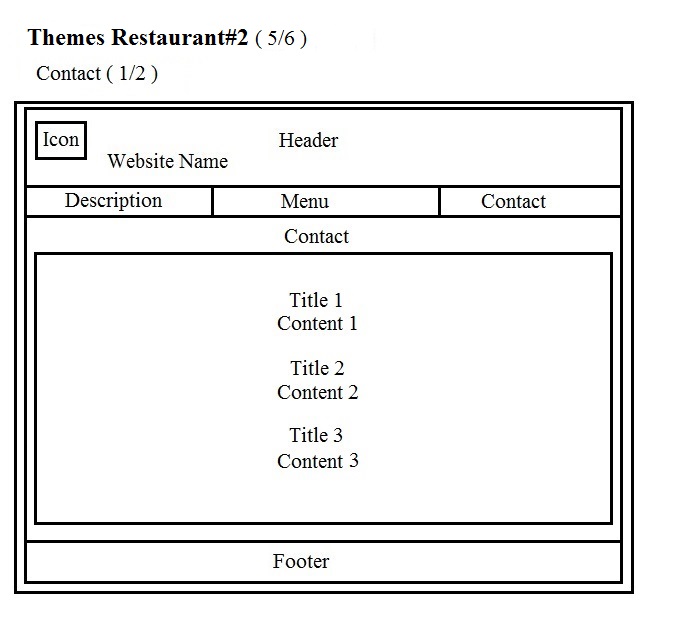 Themes Restaurant#2 ( 5/6 )
Contact ( 1/2 )
Icon
Header
Website Name
Description Menu Contact
Contact
Title 1
Content 1
Title 2
Content 2
Title 3
Content 3
Footer